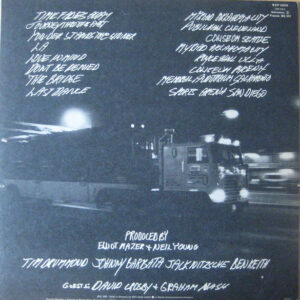 TIME FADES AWAY
JOURNEY THRU THE PAST
YONDER STANDS THE SINNER
L.A.
LOVE IN MIND
DON'T BE DENIED
THE BRIDGE
LAST DANCE
MYRIAD OKLAHOMA CITY
PUBLIC HALL CLEVELAND
COLISEUM SEATTLE
MYRIAD OKLAHOMA CITY
ROYCE HALL UCLA
COLISEUM PHOENIX
MEMORIAL AUDITORIUM SACRAMENTO
SPORTS ARENA SAN DIEGO
PRODUCED BY
ELLIOT MAZER & NEIL YOUNG
TIM DRUMMOND JOHNNY BARBATA JACK NITZSCHE BEN KEITH
GUESTS DAVID CROSBY & GRAHAM NASH